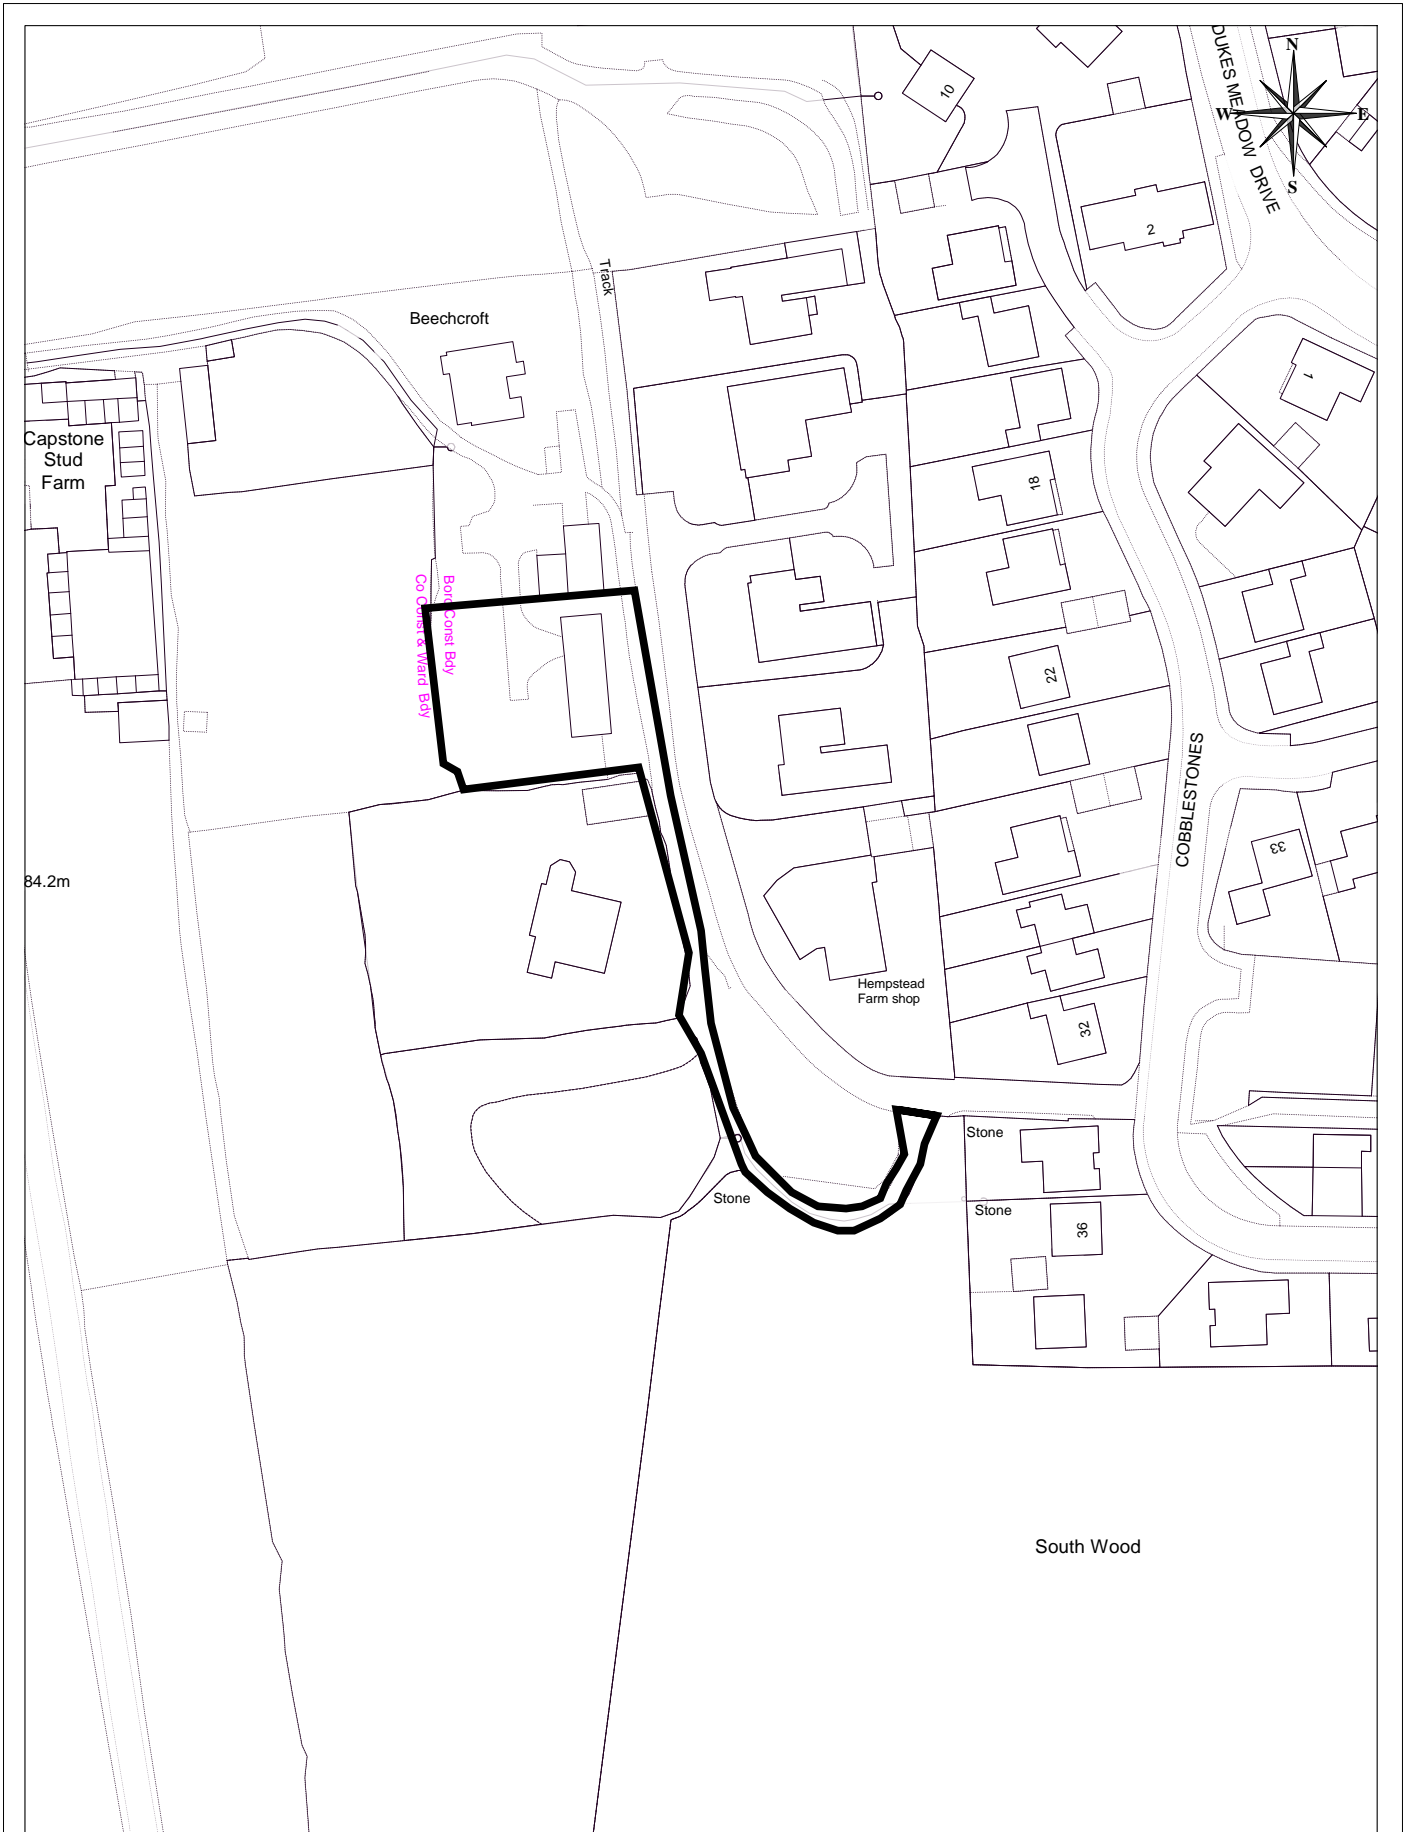 DUKES MEADOW DRIVE
N
W
E
S
10
2
Track
Beechcroft
1
Capstone
Stud
Farm
18
Boro Const Bdy
Co Const & Ward Bdy
22
COBBLESTONES
33
84.2m
Hempstead
Farm shop
32
Stone
Stone
Stone
36
South Wood